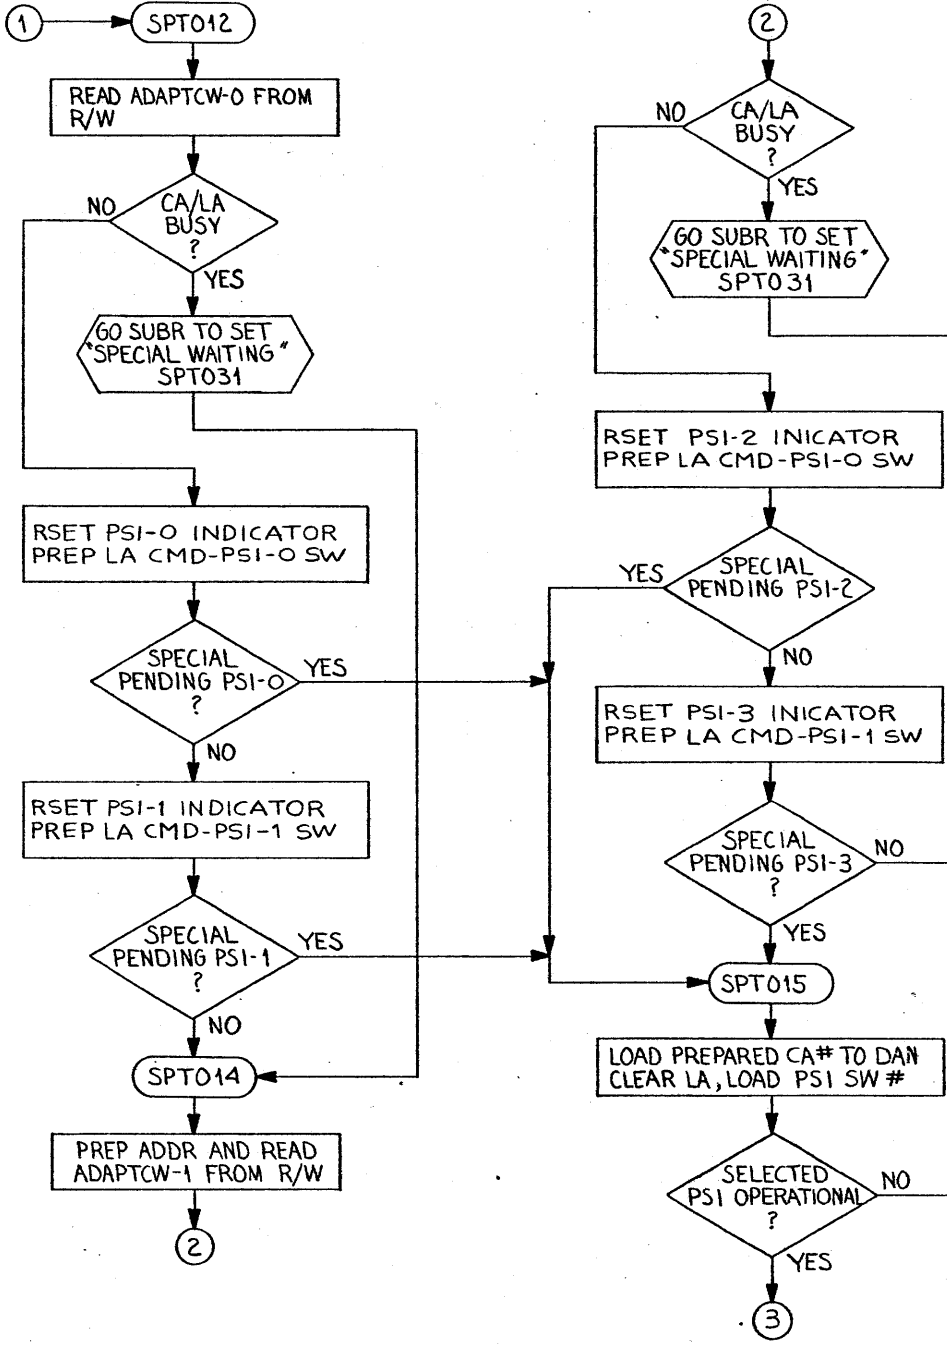 1
SPT012
READ ADAPTCW-0 FROM
R/W
NO
CA/LA
BUSY
?
YES
GO SUBR TO SET
"SPECIAL WAITING"
SPT031
RSET PSI-0 INDICATOR
PREP LA CMD-PSI-0 SW
SPECIAL
PENDING PSI-0
?
YES
NO
RSET PSI-1 INDICATOR
PREP LA CMD-PSI-1 SW
SPECIAL
PENDING PSI-1
?
YES
NO
SPT014
PREP ADDR AND READ
ADAPTCW-1 FROM R/W
2
2
NO
CA/LA
BUSY
?
YES
GO SUBR TO SET
"SPECIAL WAITING"
SPT031
RSET PSI-2 INICATOR
PREP LA CMD-PSI-0 SW
YES
SPECIAL
PENDING PSI-2
NO
RSET PSI-3 INICATOR
PREP LA CMD-PSI-1 SW
SPECIAL
PENDING PSI-3
?
NO
YES
SPT015
LOAD PREPARED CA# TO DAN
CLEAR LA, LOAD PSI SW #
SELECTED
PSI OPERATIONAL
?
NO
YES
3